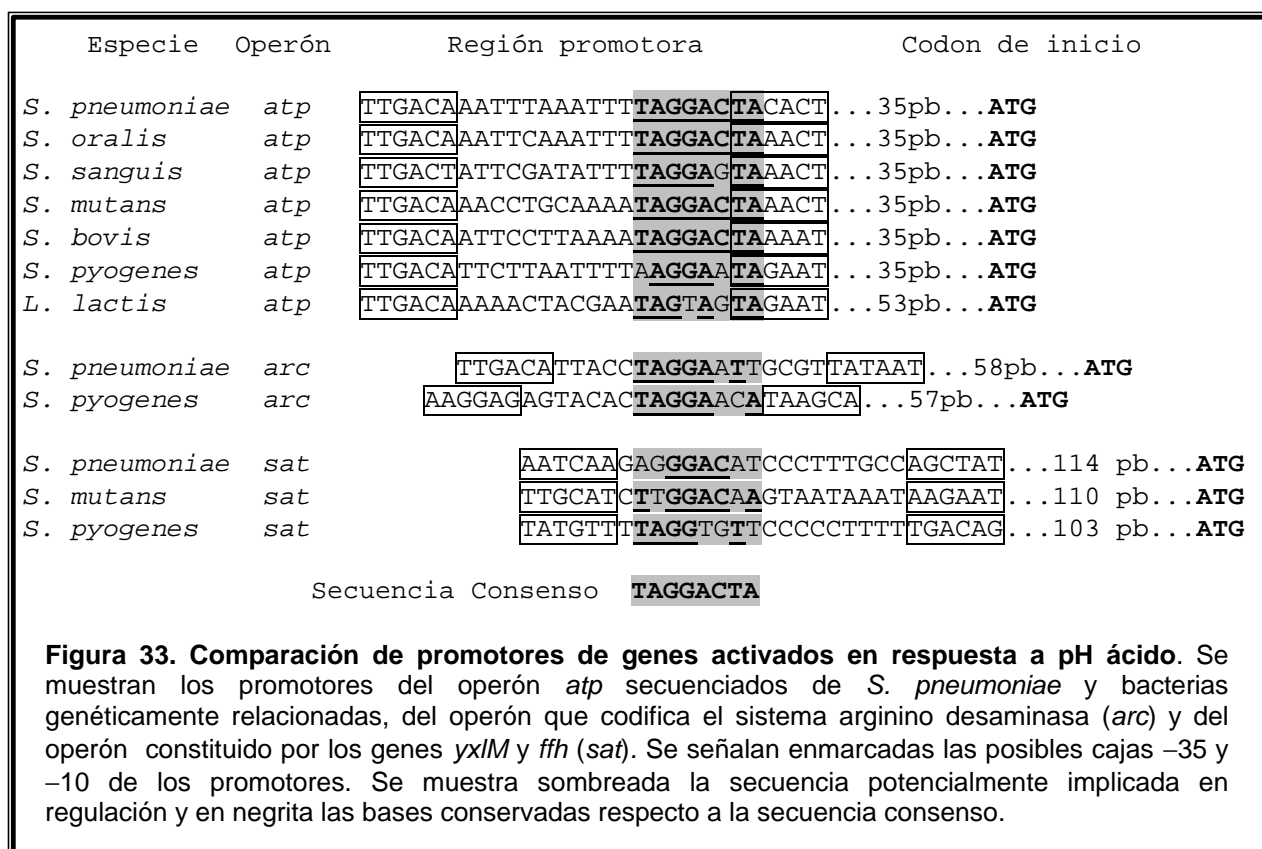 Especie Operón Región promotora Codon de inicio
S. pneumoniae atp TTGACAAATTTAAATTTTAGGACTACACT...35pb...ATG
S. oralis atp TTGACAAATTCAAATTTTAGGACTAAACT...35pb...ATG
S. sanguis atp TTGACTATTCGATATTTTAGGAGTAAACT...35pb...ATG
S. mutans atp TTGACAAACCTGCAAAATAGGACTAAACT...35pb...ATG
S. bovis atp TTGACAATTCCTTAAAATAGGACTAAAAT...35pb...ATG
S. pyogenes atp TTGACATTCTTAATTTTAAGGAATAGAAT...35pb...ATG
L. lactis atp TTGACAAAAACTACGAATAGTAGTAGAAT...53pb...ATG
S. pneumoniae arc TTGACATTACCTAGGAATTGCGTTATAAT...58pb...ATG
S. pyogenes arc AAGGAGAGTACACTAGGAACATAAGCA...57pb...ATG
S. pneumoniae sat AATCAAGAGGGACATCCCTTTGCCAGCTAT...114 pb...ATG
S. mutans sat TTGCATCTTGGACAAGTAATAAATAAGAAT...110 pb...ATG
S. pyogenes sat TATGTTTTAGGTGTTCCCCCTTTTTGACAG...103 pb...ATG
Secuencia Consenso TAGGACTA
Figura 33. Comparación de promotores de genes activados en respuesta a pH ácido. Se
muestran los promotores del operón atp secuenciados de S. pneumoniae y bacterias
genéticamente relacionadas, del operón que codifica el sistema arginino desaminasa (arc) y del
operón constituido por los genes yxlM y ffh (sat). Se señalan enmarcadas las posibles cajas −35 y
−10 de los promotores. Se muestra sombreada la secuencia potencialmente implicada en
regulación y en negrita las bases conservadas respecto a la secuencia consenso.